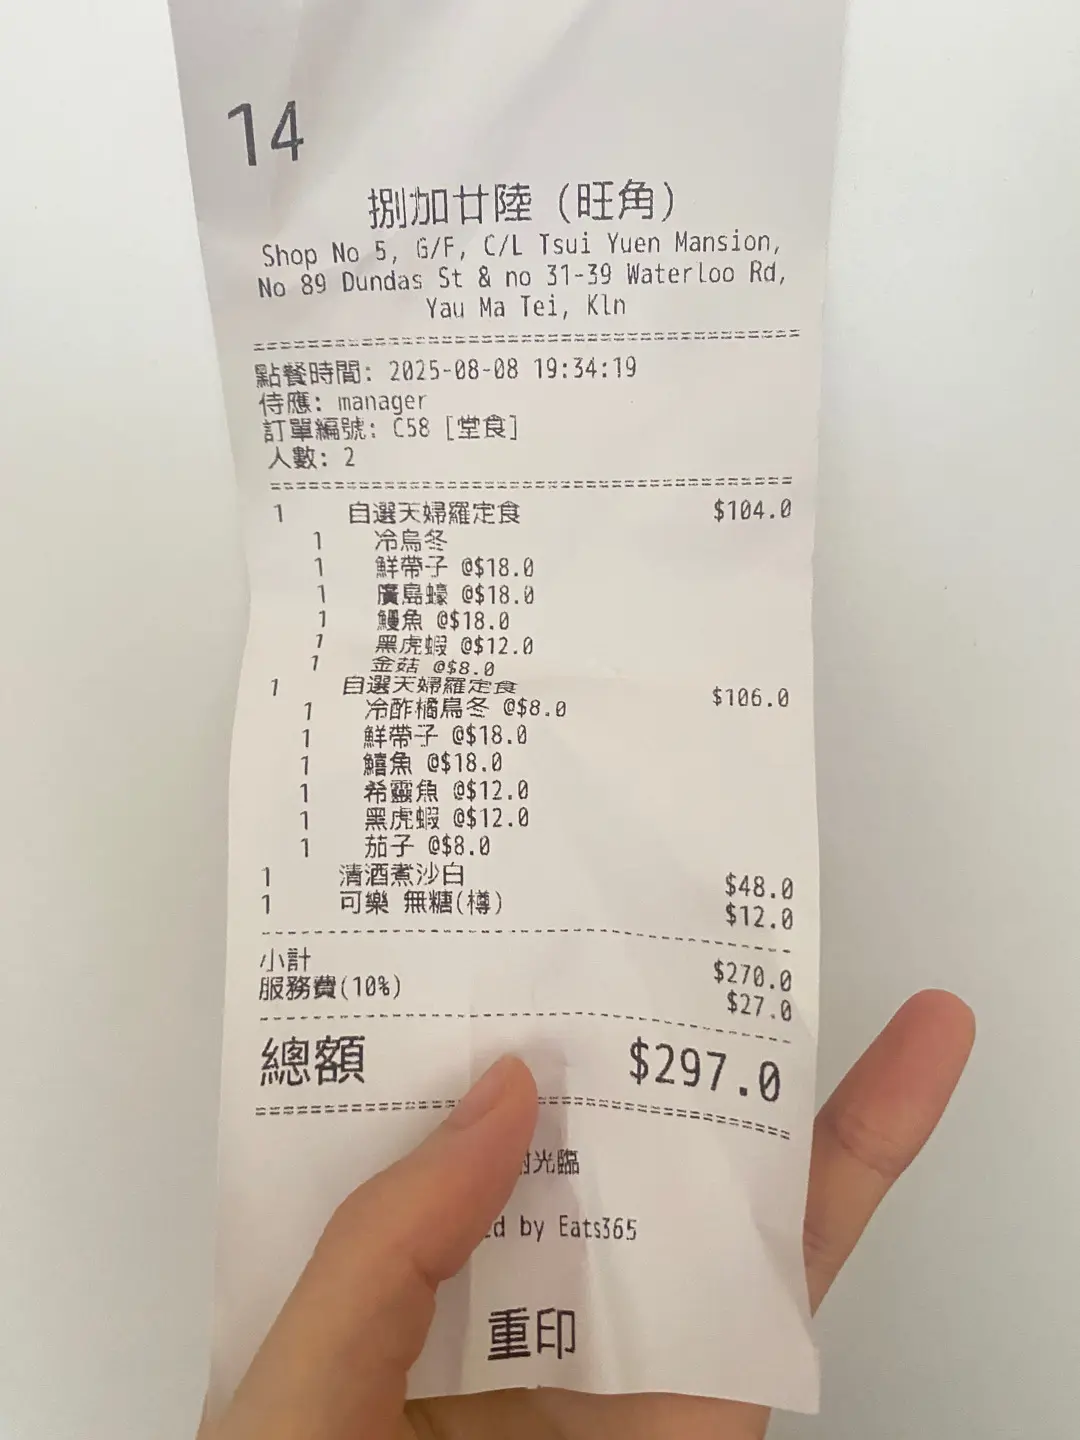 14
捌加廿陸 (旺角)
Shop No 5, G/F, C/L Tsui Yuen Mansion,
No 89 Dundas St & no 31-39 Waterloo Rd,
Yau Ma Tei, Kln
點餐時間: 2025-08-08 19:34:19
侍應: manager
訂單編號: C58 [堂食]
人數: 2
1 自選天婦羅定食 $104.0
1 冷烏冬
1 鮮帶子 @$18.0
1 廣島蠔 @$18.0
1 鰻魚 @$18.0
1 黑虎蝦 @$12.0
1 金菇 @$8.0
1 自選天婦羅定食 $106.0
1 冷酢橘烏冬 @$8.0
1 鮮帶子 @$18.0
1 鱚魚 @$18.0
1 希靈魚 @$12.0
1 黑虎蝦 @$12.0
1 茄子 @$8.0
1 清酒煮沙白 $48.0
1 可樂 無糖(樽) $12.0
小計 $270.0
服務費(10%) $27.0
總額 $297.0
光臨
by Eats365
重印